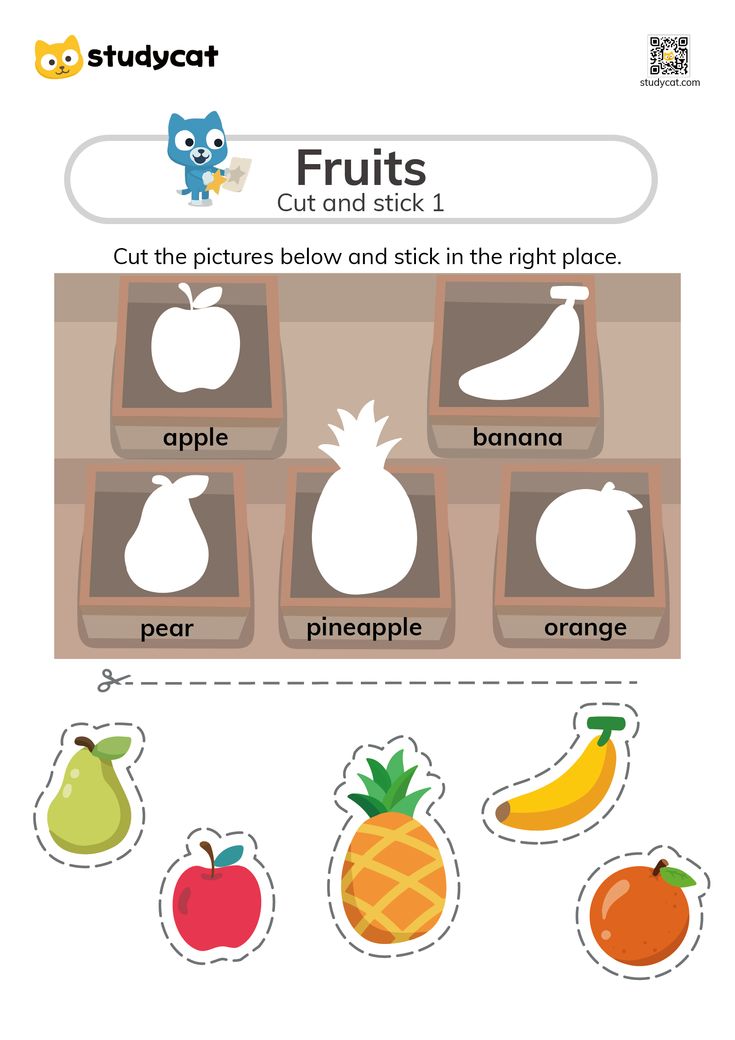 studycat
studycat.com
Fruits
Cut and stick 1
Cut the pictures below and stick in the right place.
apple
banana
pear
pineapple
orange